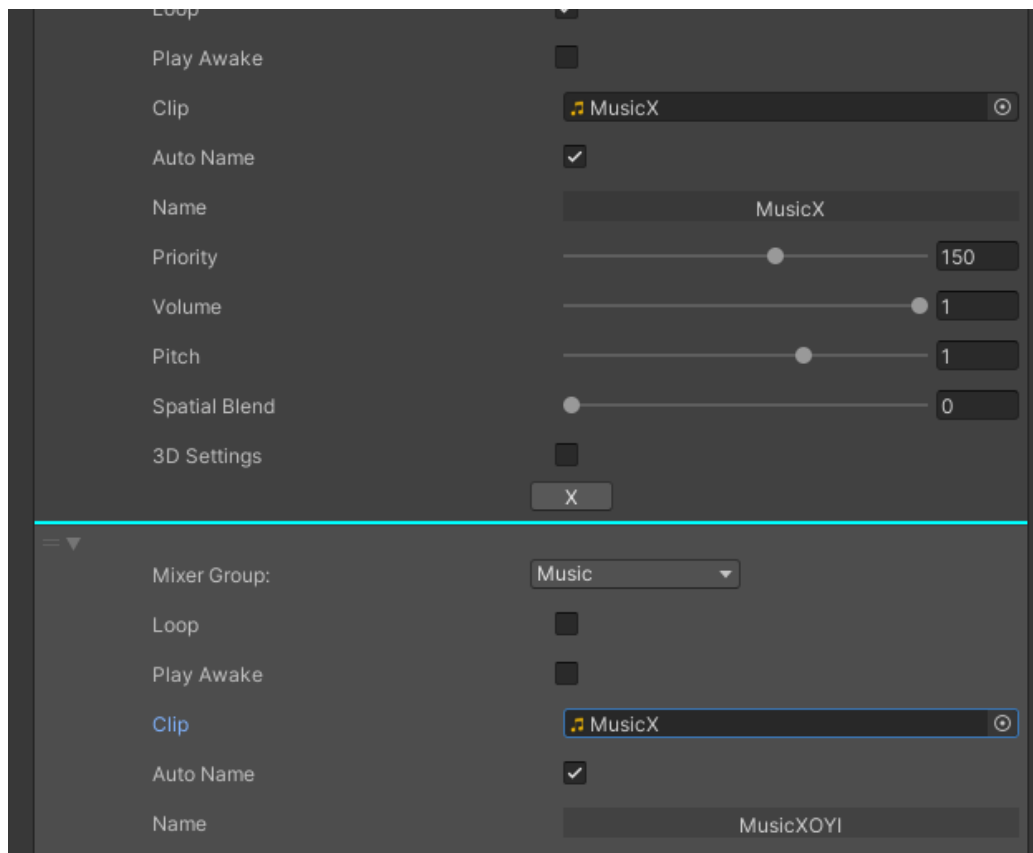 Loop
Play Awake
Clip MusicX
Auto Name
Name MusicX
Priority 150
Volume 1
Pitch 1
Spatial Blend 0
3D Settings
X
Mixer Group: Music
Loop
Play Awake
Clip MusicX
Auto Name
Name MusicXOYI